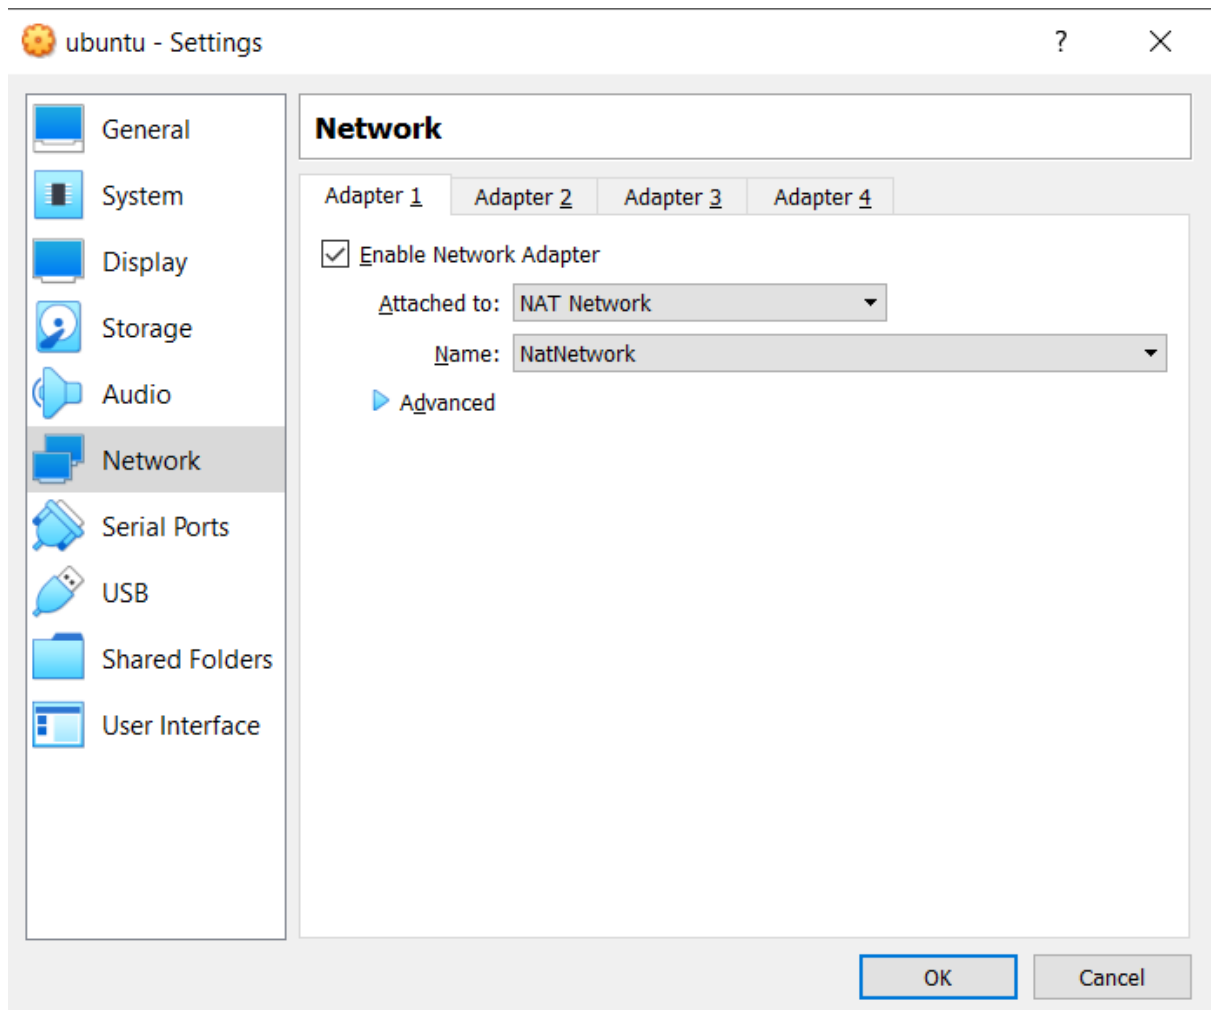 ubuntu - Settings
?
General
System
Display
Storage
Audio
Network
Serial Ports
USB
Shared Folders
User Interface
Network
Adapter 1
Adapter 2
Adapter 3
Adapter 4
Enable Network Adapter
Attached to: NAT Network
Name: NatNetwork
Advanced
OK
Cancel